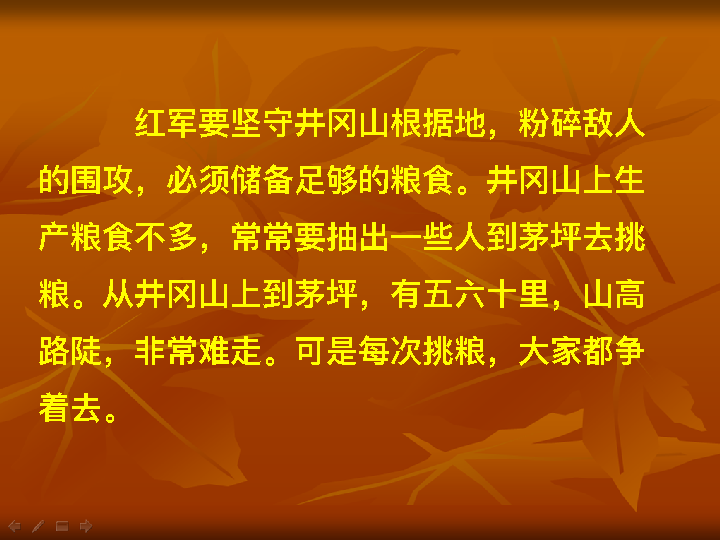 红军要坚守井冈山根据地，粉碎敌人
的围攻，必须储备足够的粮食。井冈山上生
产粮食不多，常常要抽出一些人到茅坪去挑
粮。从井冈山上到茅坪，有五六十里，山高
路陡，非常难走。可是每次挑粮，大家都争
着去。